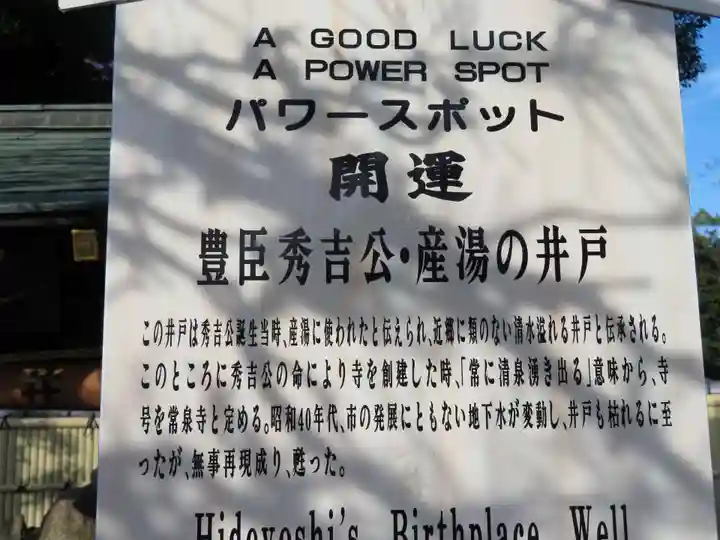 A GOOD LUCK
A POWER SPOT
パワースポット
開運
豊臣秀吉公・産湯の井戸
この井戸は秀吉公誕生当時、産湯に使われたと伝えられ、近郷に類のない清水溢れる井戸と伝承される。
このところに秀吉公の命により寺を創建した時、「常に清泉湧き出る」意味から、寺
号を常泉寺と定める。昭和40年代、市の発展にともない地下水が変動し、井戸も枯れるに至
ったが、無事再現成り、甦った。
Hideyoshi's Birthplace Well